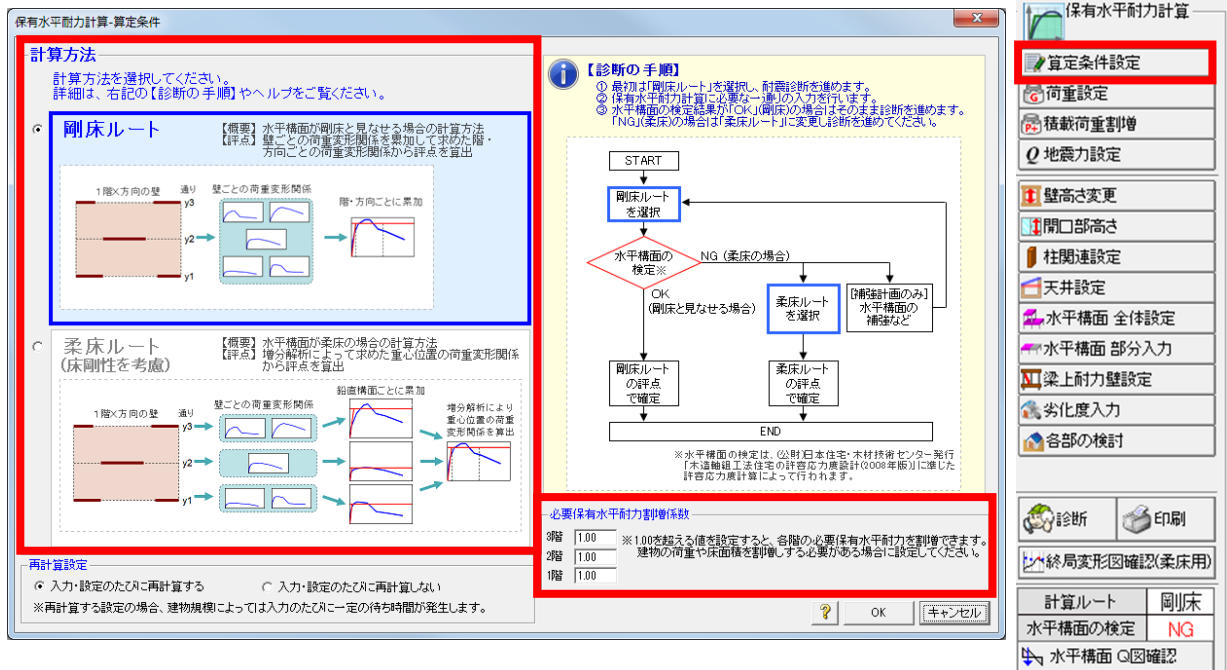 保有水平耐力計算-算定条件
計算方法
計算方法を選択してください。
詳細は、右記の【診断の手順】やヘルプをご覧ください。
剛床ルート
【概要】水平構面が剛床と見なせる場合の計算方法
【評点】壁ごとの荷重変形関係を累加して求めた階・
方向ごとの荷重変形関係から評点を算出
1階X方向の壁
通り
壁ごとの荷重変形関係
階・方向ごとに累加
y3
y2
y1
柔床ルート
(床剛性を考慮)
【概要】水平構面が柔床の場合の計算方法
【評点】増分解析によって求めた重心位置の荷重変形関係
から評点を算出
鉛直構面ごとに累加
1階X方向の壁
通り
壁ごとの荷重変形関係
増分解析により
重心位置の荷重
変形関係を算出
y3
y2
y1
再計算設定
入力・設定のたびに再計算する
入力・設定のたびに再計算しない
※再計算する設定の場合、建物規模によっては入力のたびに一定の待ち時間が発生します。
【診断の手順】
① 最初は「剛床ルート」を選択し、耐震診断を進めます。
② 保有水平耐力計算に必要な一通りの入力を行います。
③ 水平構面の検定結果が「OK」(剛床)の場合はそのまま診断を進めます。
「NG」(柔床)の場合は「柔床ルート」に変更し診断を進めてください。
START
剛床ルート
を選択
水平構面の
検定※
NG (柔床の場合)
OK
(剛床と見なせる場合)
柔床ルート
を選択
[補強計画のみ]
水平構面の
補強など
剛床ルート
の評点
で確定
柔床ルート
の評点
で確定
END
※水平構面の検定は、(公財)日本住宅・木材技術センター発行
「木造軸組工法住宅の許容応力度設計(2008年版)」に準じた
許容応力度計算によって行われます。
必要保有水平耐力割増係数
3階 1.00
2階 1.00
1階 1.00
※1.00を超える値を設定すると、各階の必要保有水平耐力を割増できます。
建物の荷重や床面積を割増しする必要がある場合に設定してください。
?
OK
キャンセル
保有水平耐力計算
算定条件設定
荷重設定
積載荷重割増
Q 地震力設定
壁高さ変更
開口部高さ
柱関連設定
天井設定
水平構面 全体設定
水平構面 部分入力
梁上耐力壁設定
劣化度入力
各部の検討
診断
印刷
終局変形図確認(柔床用)
計算ルート
剛床
水平構面の検定
NG
水平構面 Q図確認